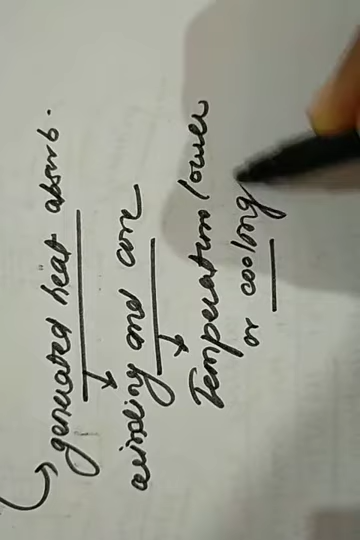 generated heat absorb.
winding and core
Temperature lower
or cooling